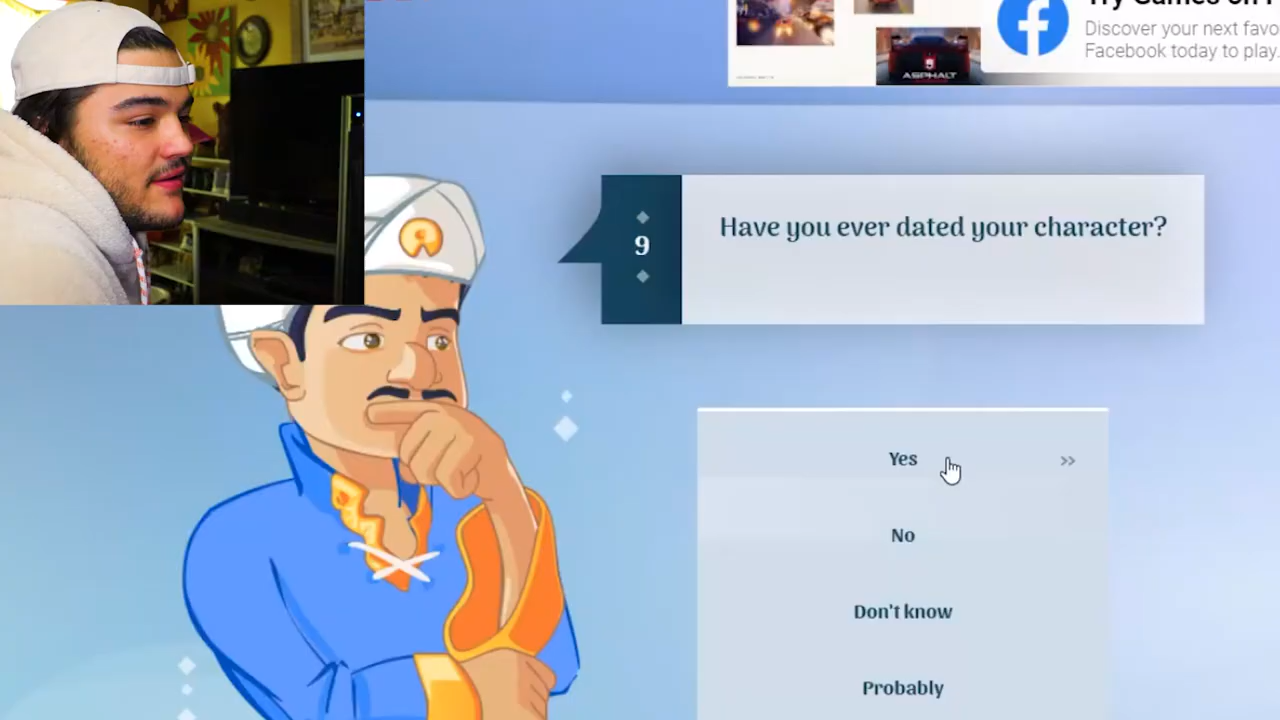 Discover your next favo
Facebook today to play.
ASPHALT
9
Have you ever dated your character?
Yes
>>
No
Don't know
Probably